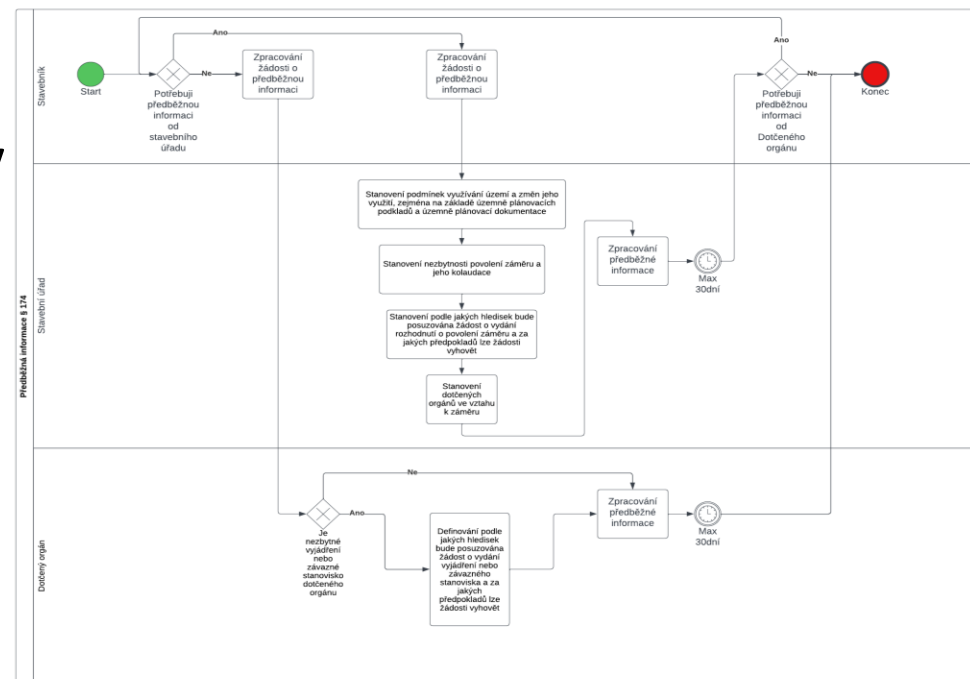 Předběžná informace § 174
Stavebník
Start
Potřebuji
předběžnou
informaci
od
stavebního
úřadu
Ano
Ne
Zpracování
žádosti o
předběžnou
informaci
Zpracování
žádosti o
předběžnou
informaci
Ano
Ne
Potřebuji
předběžnou
informaci
od
Dotčeného
orgánu
Konec
Stavební úřad
Stanovení podmínek využívání území a změn jeho
využití, zejména na základě územně plánovacích
podkladů a územně plánovací dokumentace
Stanovení nezbytnosti povolení záměru a
jeho kolaudace
Stanovení podle jakých hledisek bude
posuzována žádost o vydání
rozhodnutí o povolení záměru a za
jakých předpokladů lze žádosti
vyhovět
Stanovení
dotčených
orgánů ve vztahu
k záměru
Zpracování
předběžné
informace
Max
30dní
Dotčený orgán
Je
nezbytné
vyjádření
nebo
závazné
stanovisko
dotčeného
orgánu
Ne
Ano
Definování podle
jakých hledisek
bude posuzována
žádost o vydání
vyjádření nebo
závazného
stanoviska a za
jakých
předpokladů lze
žádosti vyhovět
Zpracování
předběžné
informace
Max
30dní